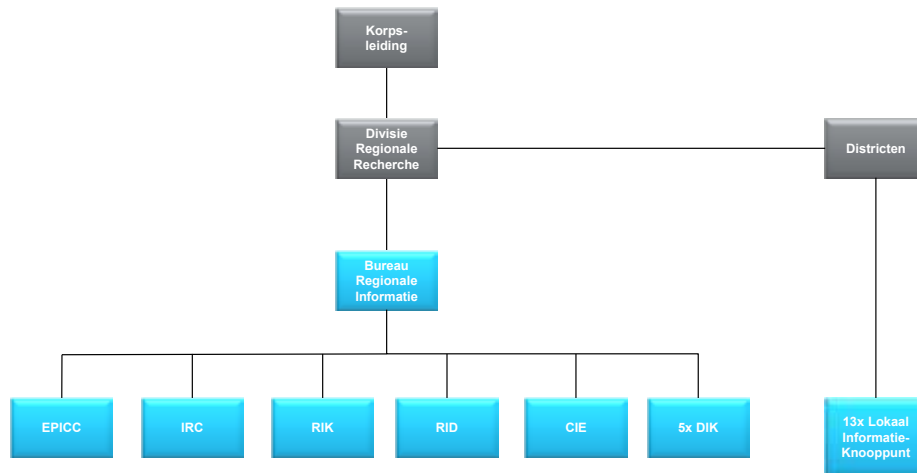 Korps-
leiding
Divisie
Regionale
Recherche
Districten
Bureau
Regionale
Informatie
EPICC
IRC
RIK
RID
CIE
5x DIK
13x Lokaal
Informatie-
Knooppunt